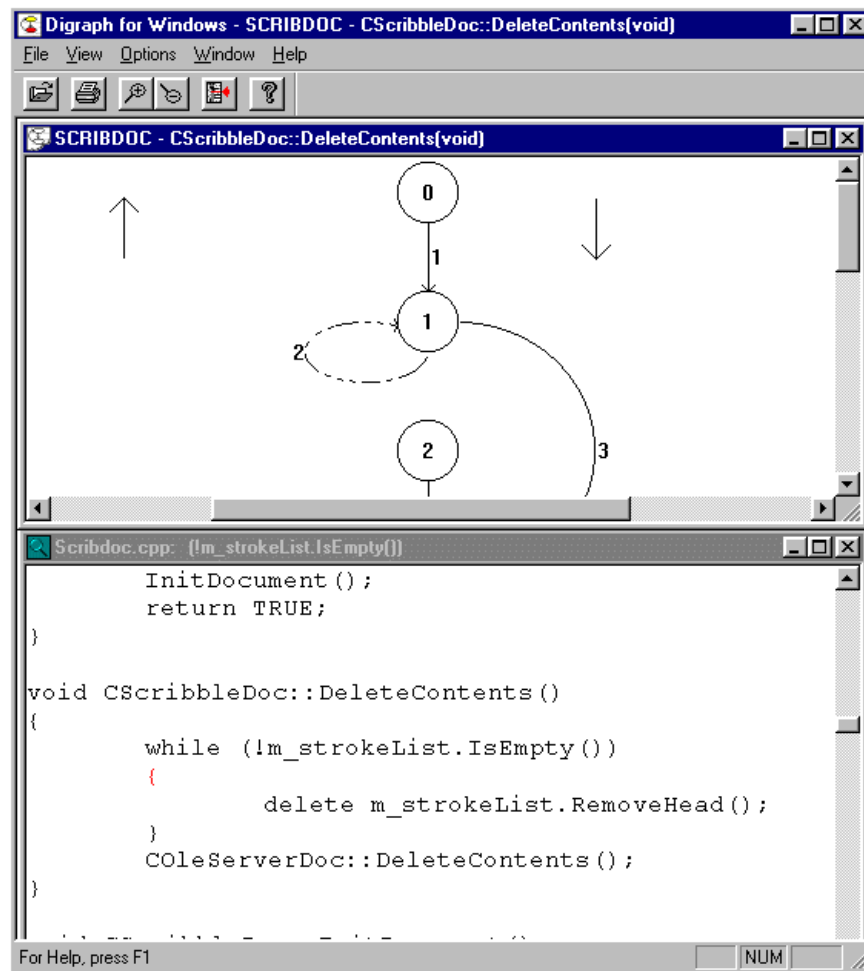 Digraph for Windows - SCRIBDOC - CScribbleDoc::DeleteContents(void)
File View Options Window Help
SCRIBDOC - CScribbleDoc::DeleteContents(void)
0
1
1
2
2
3
Scribdoc.cpp: (!m_strokeList.IsEmpty())
InitDocument();
return TRUE;
}
void CScribbleDoc::DeleteContents()
{
while (!m_strokeList.IsEmpty())
{
delete m_strokeList.RemoveHead();
}
COleServerDoc::DeleteContents();
}
For Help, press F1
NUM